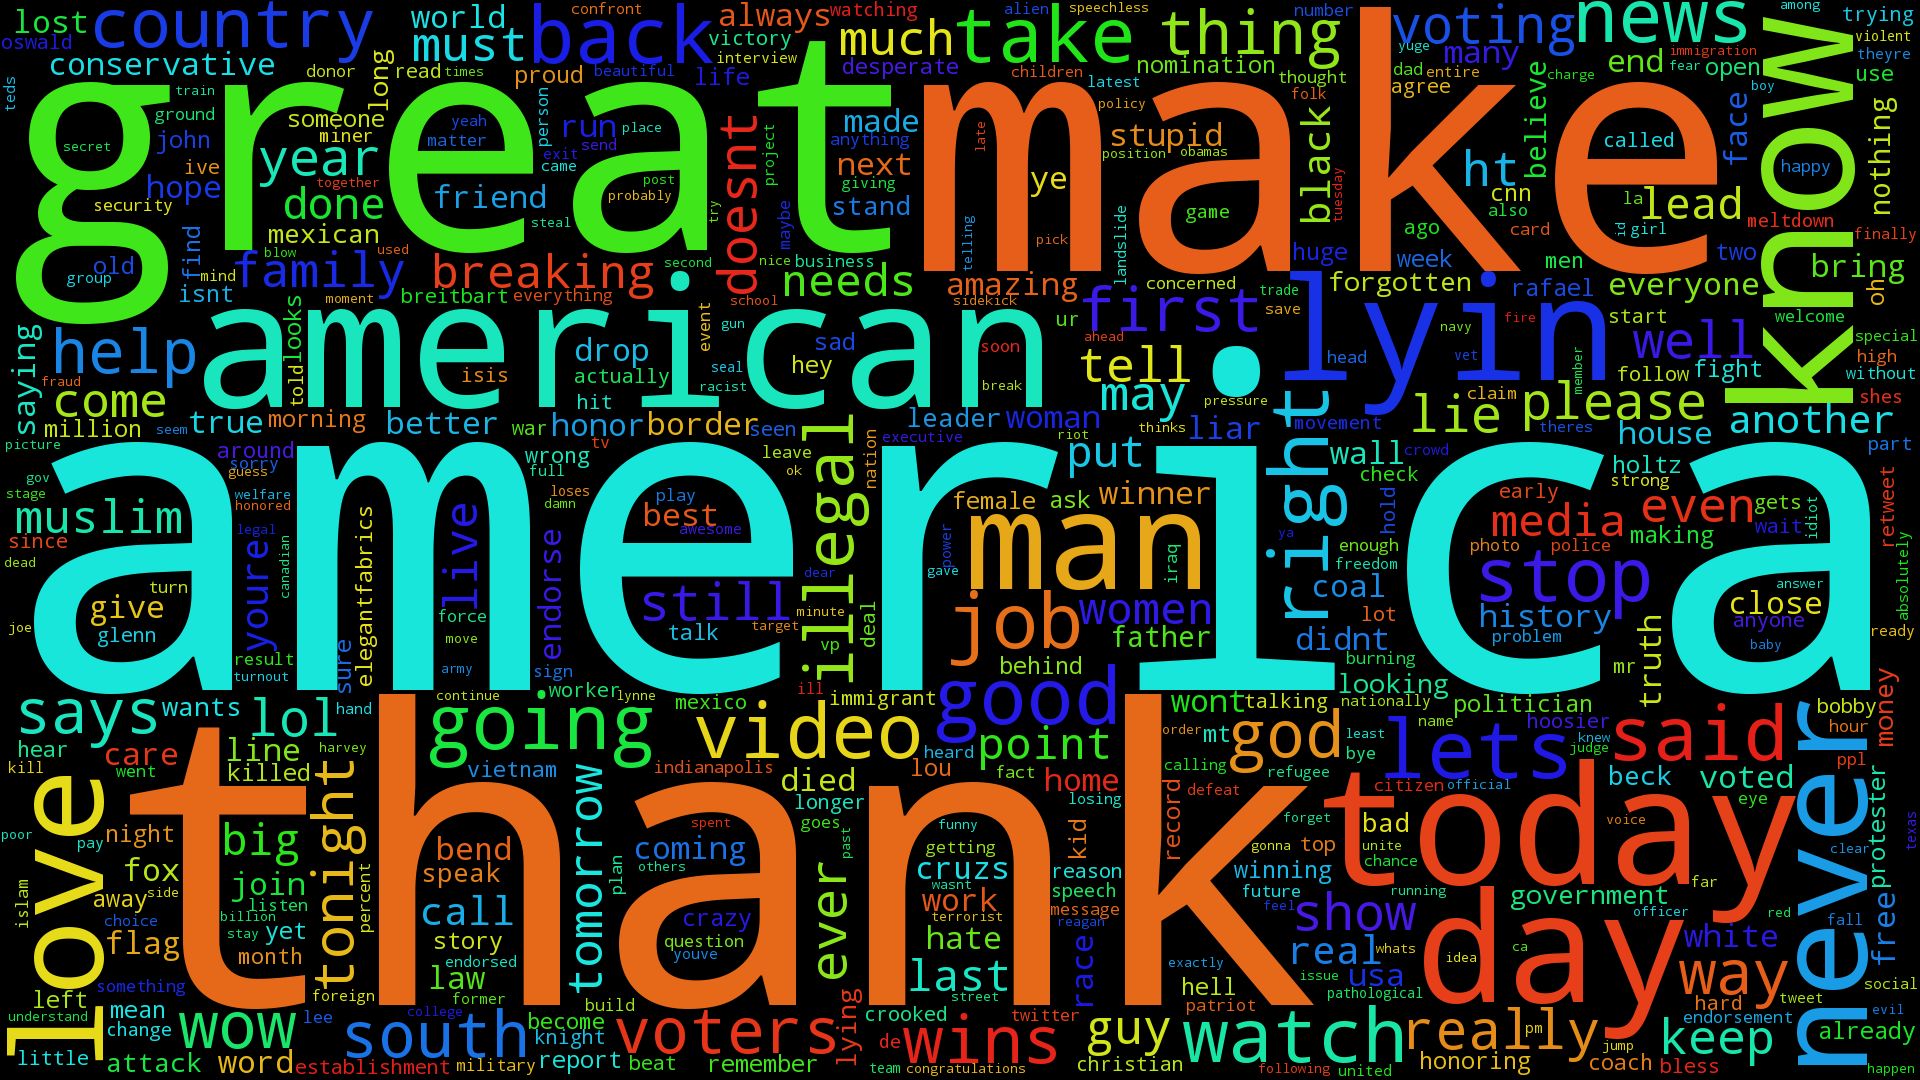 lost
country
world
must
back
confront
always
victory
interview
watching
much
desperate
alien
speechless
take
thing
nomination
number
thought
voting
many
news
know
among
trying
violent
theyre
oswald
conservative
long
donor
read
times
proud
beautiful
life
children
latest
folk
dad
yuge
entire
agree
immigration
fear
end
open
use
boy
teds
train
ground
great
make
someone
miner
john
ive
year
hope
secret
security
together
done
mexican
yeah
matter
friend
person
exit
run
send
came
place
post
probably
steal
try
doesnt
project
anything
made
next
giving
stand
maybe
late
policy
stupid
position
obamas
ye
game
telling
pick
landslide
black
tuesday
ht
cnn
also
believe
charge
called
la
lead
id
girl
face
happy
meltdown
nothing
finally
old
group
find
mind
isnt
blow
used
family
breaking
second
nice
business
needs
amazing
concerned
huge
ago
week
card
men
two
bring
oh
breitbart
everything
moment
school
sidekick
first
trade
save
forgotten
rafael
everyone
start
welcome
special
saying
help
toldlooks
american
drop
event
gun
sad
hey
soon
ur
ahead
tell
lyin
navy
fire
vet
head
well
high
without
fraud
isis
actually
seal
racist
break
may
pressure
claim
member
follow
fight
shes
come
hit
true
morning
better
war
honor
border
leader
woman
thinks
liar
right
movement
lie
please
another
million
seem
tv
seen
executive
riot
theres
house
part
picture
around
sorry
guess
wrong
full
leave
ok
nation
put
wall
check
crowd
holtz
strong
gov
stage
america
welfare
honored
loses
damn
play
best
awesome
illegal
female
ask
winner
hold
early
media
even
gets
wait
idiot
retweet
muslim
since
dead
legal
youre
canadian
elegantfabrics
live
endorse
man
power
iraq
ya
enough
freedom
photo
police
making
absolutely
turn
give
glenn
joe
force
move
army
still
talk
target
dear
minute
vp
deal
gave
job
women
father
coal
lot
stop
history
problem
answer
close
anyone
baby
ready
result
turnout
sure
sign
behind
didnt
burning
mr
truth
says
wants
lol
hand
continue
going
worker
lynne
mexico
ill
immigrant
good
wont
talking
looking
nationally
politician
name
hoosier
bobby
money
hear
care
went
line
killed
harvey
kill
vietnam
indianapolis
video
heard
lou
point
fact
mt
order
god
least
bye
lets
knew
judge
said
hour
love
thank
tonight
tomorrow
died
longer
goes
home
losing
calling
refugee
defeat
record
citizen
official
beck
voted
ppl
never
poor
pay
night
big
bend
speak
spent
coming
others
plan
past
funny
getting
cruzs
wasnt
reason
kid
forget
gonna
top
bad
unite
chance
today
voice
eye
protester
clear
texas
islam
fox
away
side
join
listen
percent
call
crazy
question
youve
ever
work
terrorist
hate
speech
message
reagan
winning
future
feel
running
show
government
officer
far
red
fall
choice
flag
billion
stay
yet
month
story
endorsed
law
former
last
street
race
exactly
hell
patriot
real
whats
issue
usa
pathological
ca
day
idea
white
way
free
something
left
mean
foreign
understand
change
wow
lee
college
south
become
build
voters
lying
crooked
twitter
de
wins
guy
watch
really
pm
hard
tweet
endorsement
keep
social
evil
already
little
attack
word
establishment
military
knight
report
beat
remember
team
congratulations
christian
following
united
honoring
jump
coach
bless
happen